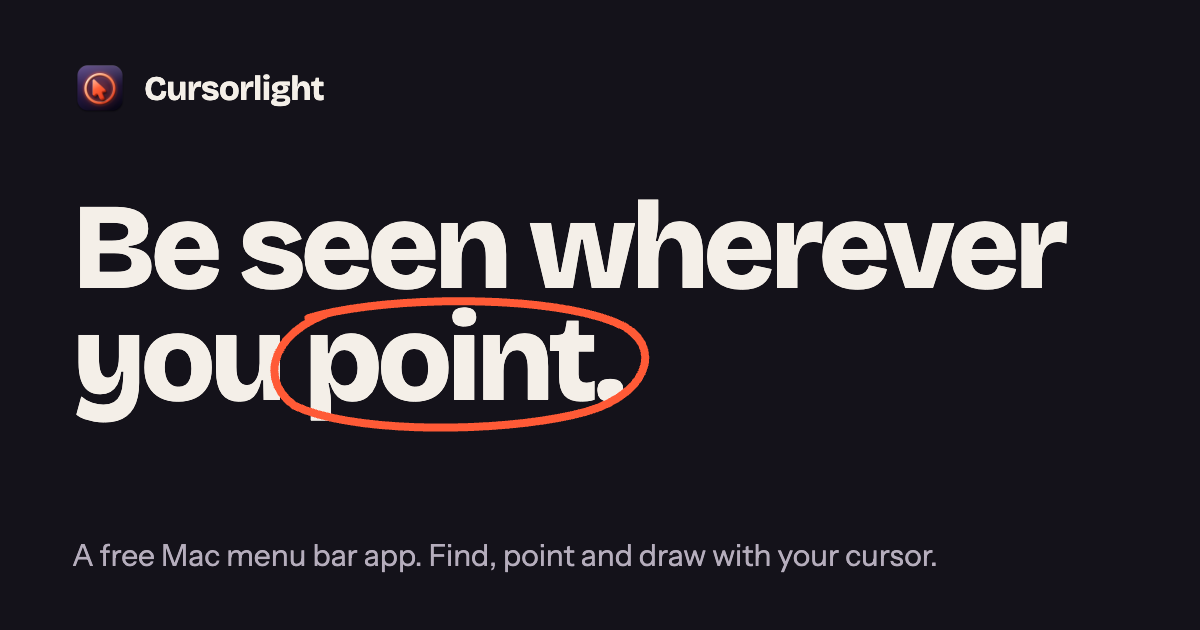 Cursorlight
Be seen wherever
you point.
A free Mac menu bar app. Find, point and draw with your cursor.